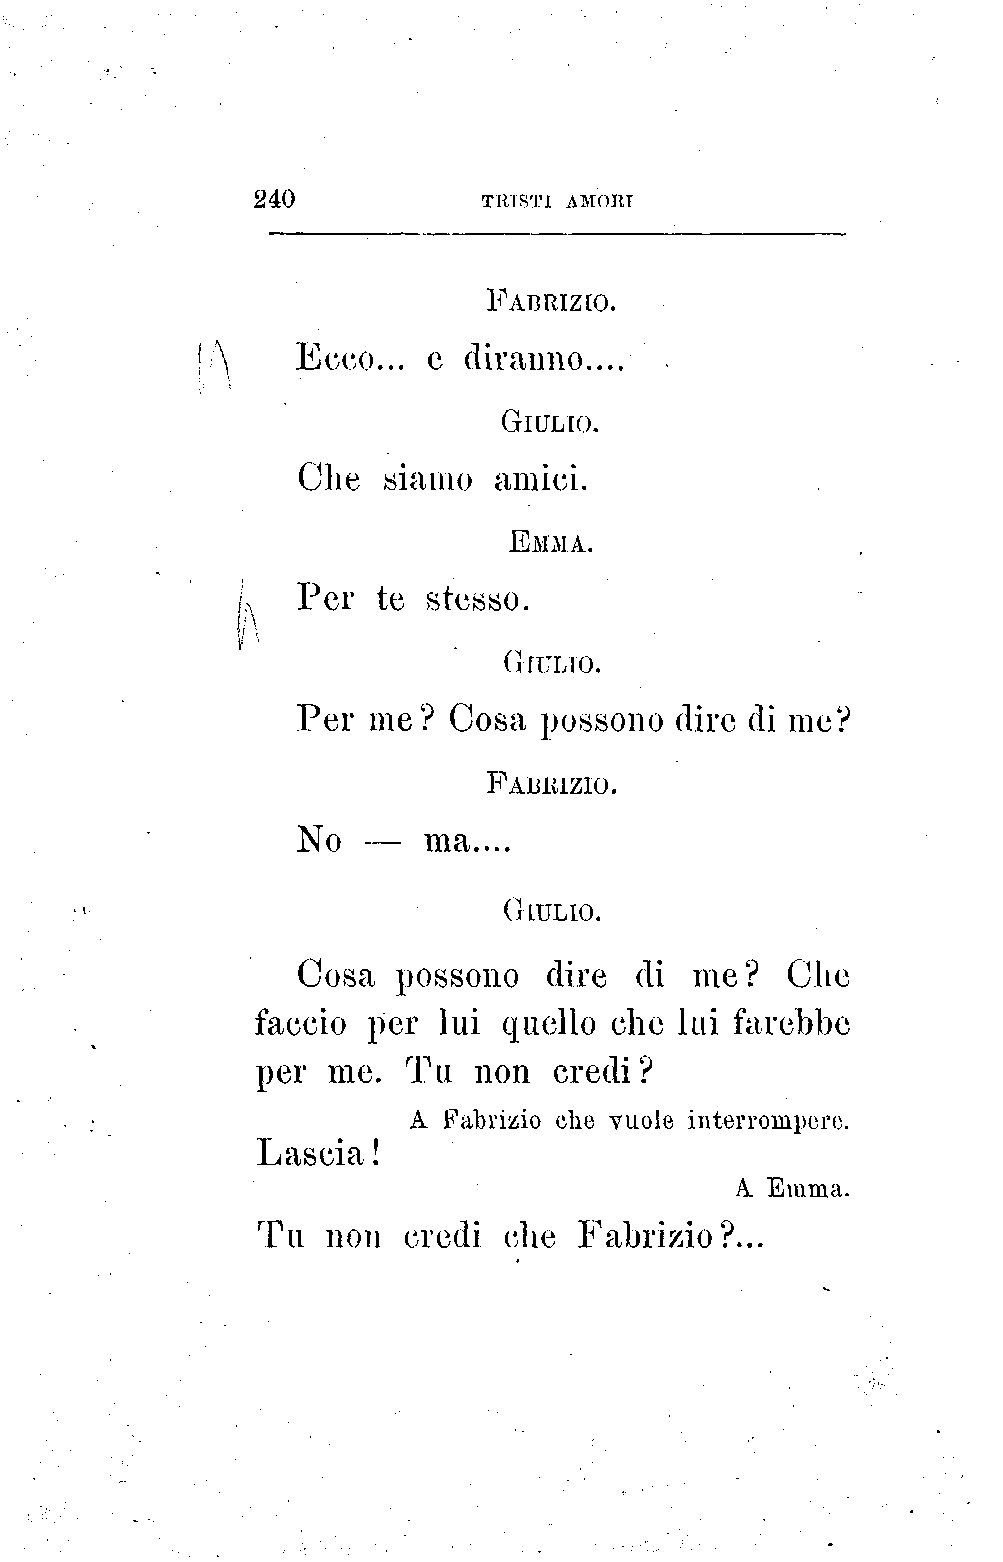 240 TRISTI AMORI
FABRIZIO.
Ecco... e diranno....
GIULIO.
Che siamo amici.
EMMA.
Per te stesso.
GIULIO.
Per me? Cosa possono dire di me?
FABRIZIO.
No — ma....
GIULIO.
Cosa possono dire di me? Che
faccio per lui quello che lui farebbe
per me. Tu non credi?
A Fabrizio che vuole interrompere.
Lascia!
A Emma.
Tu non credi che Fabrizio?...